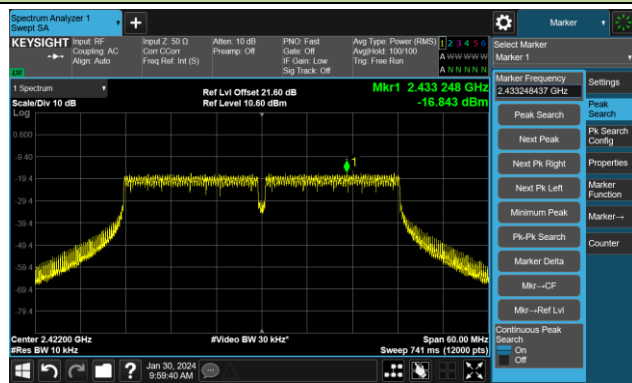 Spectrum Analyzer 1
Swept SA
+
Marker
KEYSIGHT
Input: RF
Coupling: AC
Align: Auto
Input Z: 50 Ω
Corr CCorr
Freq Ref: Int (S)
Atten: 10 dB
Preamp: Off
PNO: Fast
Gate: Off
IF Gain: Low
Sig Track: Off
Avg Type: Power (RMS)
Avg|Hold: 100/100
Trig: Free Run
1 2 3 4 5 6
A W W W W W
A N N N N N
Select Marker
Marker 1
1 Spectrum
Scale/Div 10 dB
Log
Ref Lvl Offset 21.60 dB
Ref Level 10.60 dBm
Mkr1 2.433 248 GHz
-16.843 dBm
0.600
-9.40
-19.4
-29.4
-39.4
-49.4
-59.4
-69.4
-79.4
1
Center 2.42200 GHz
#Res BW 10 kHz
#Video BW 30 kHz*
Span 60.00 MHz
Sweep 741 ms (12000 pts)
Marker Frequency
2.433248437 GHz
Peak Search
Next Peak
Next Pk Right
Next Pk Left
Minimum Peak
Pk-Pk Search
Marker Delta
Mkr→CF
Mkr→Ref Lvl
Continuous Peak
Search
On
Off
Settings
Peak
Search
Pk Search
Config
Properties
Marker
Function
Marker→
Counter
?
Jan 30, 2024
9:59:40 AM